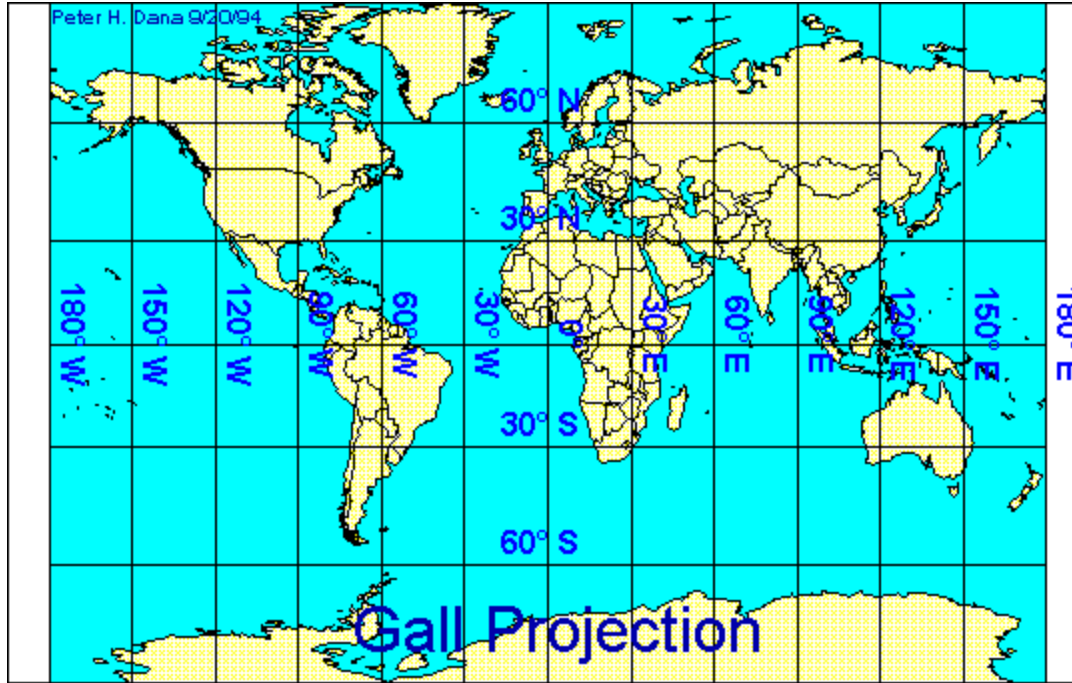 Peter H. Dana 9/20/94
60° N
30° N
180° W
150° W
120° W
90° W
60° W
30° W
0°
30° E
60° E
90° E
120° E
150° E
180° E
30° S
60° S
Gall Projection